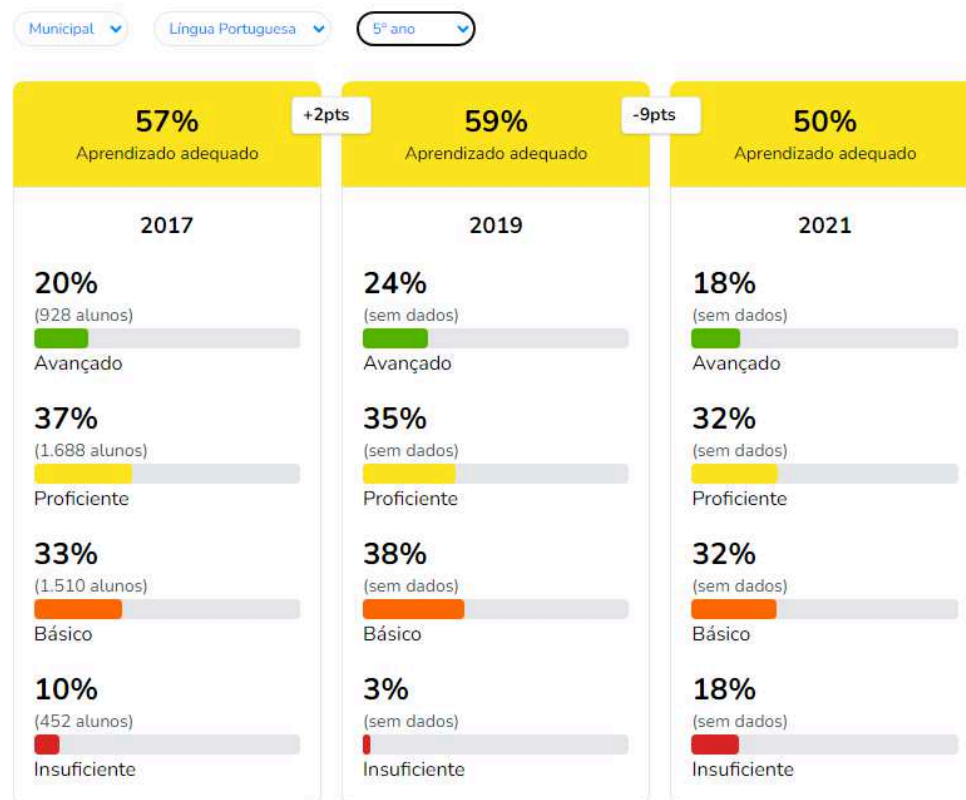 Municipal
Língua Portuguesa
5º ano
57%
Aprendizado adequado
+2pts
59%
Aprendizado adequado
-9pts
50%
Aprendizado adequado
2017
20%
(928 alunos)
Avançado
37%
(1.688 alunos)
Proficiente
33%
(1.510 alunos)
Básico
10%
(452 alunos)
Insuficiente
2019
24%
(sem dados)
Avançado
35%
(sem dados)
Proficiente
38%
(sem dados)
Básico
3%
(sem dados)
Insuficiente
2021
18%
(sem dados)
Avançado
32%
(sem dados)
Proficiente
32%
(sem dados)
Básico
18%
(sem dados)
Insuficiente